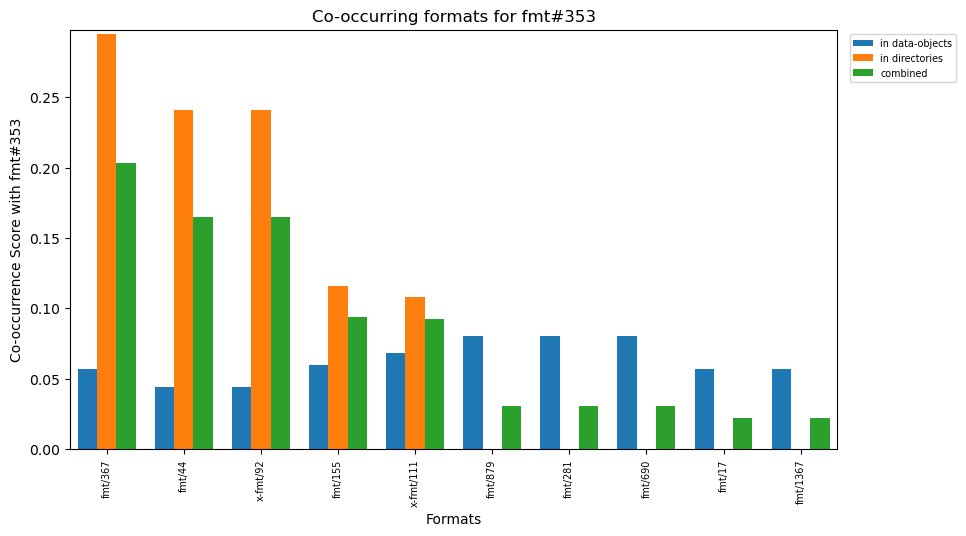 Co-occurring formats for fmt#353
in data-objects
in directories
combined
Co-occurrence Score with fmt#353
0.25
0.20
0.15
0.10
0.05
0.00
fmt/367
fmt/44
x-fmt/92
fmt/155
x-fmt/111
fmt/879
fmt/281
fmt/690
fmt/17
fmt/1367
Formats